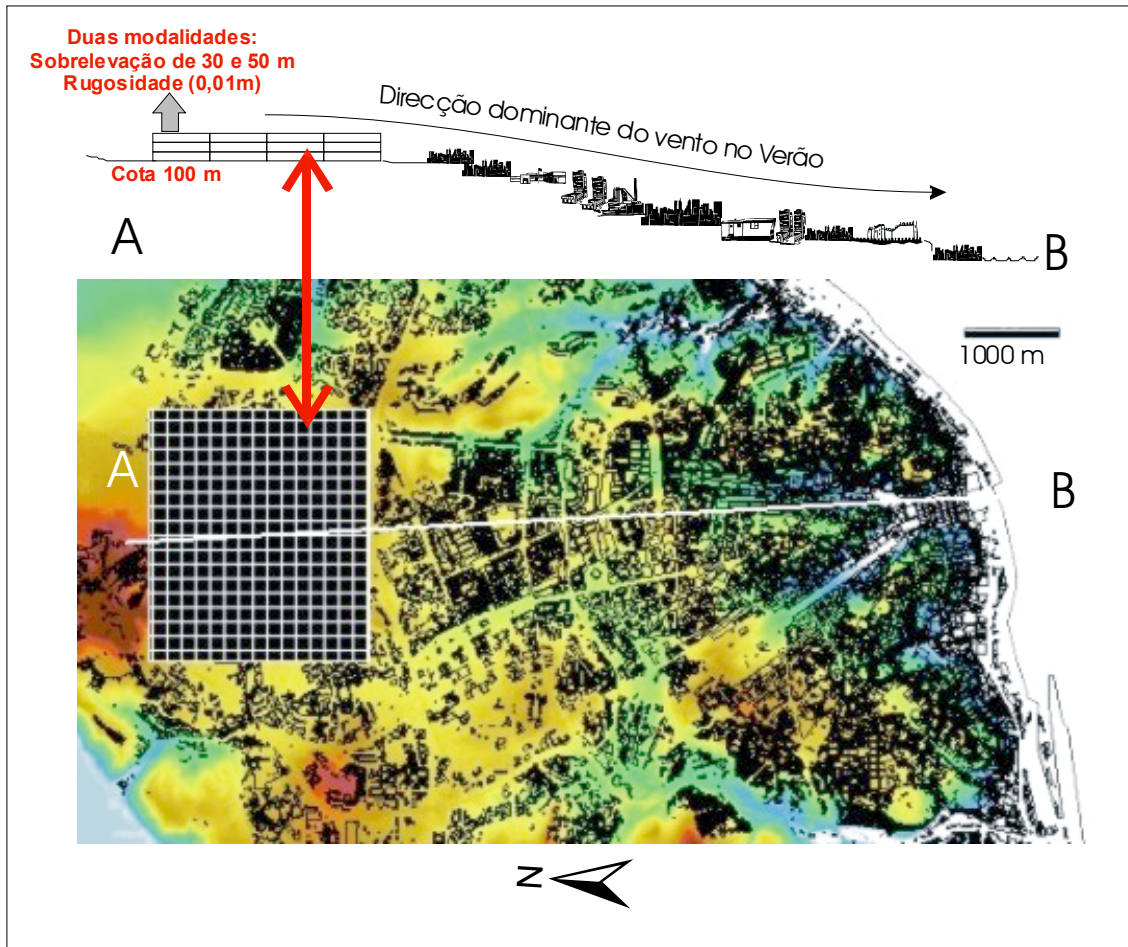 Duas modalidades:
Sobrelevação de 30 e 50 m
Rugosidade (0,01m)
Direcção dominante do vento no Verão
Cota 100 m
A
B
1000 m
A
B
N